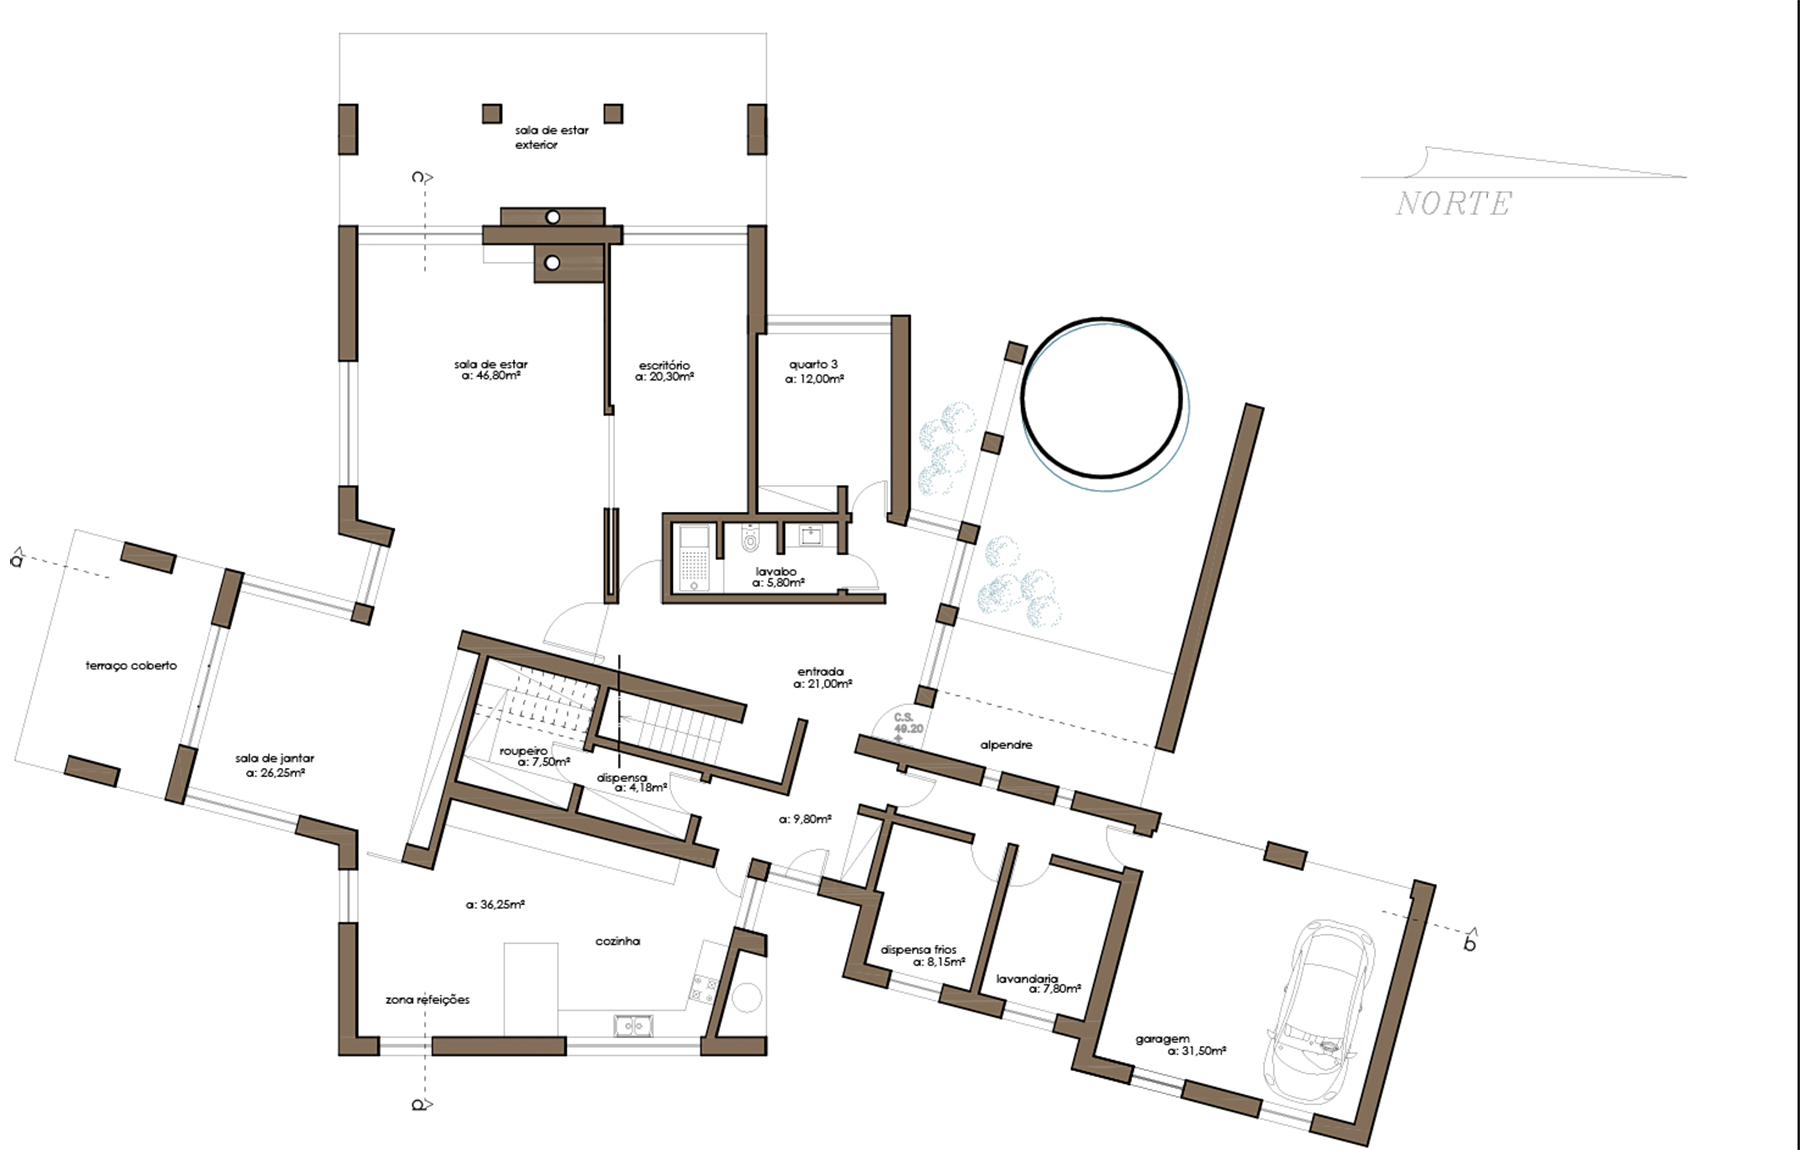 sala de estar
exterior
c
NORTE
sala de estar
a: 46,80m²
escritório
a: 20,30m²
quarto 3
a: 12,00m²
a
lavabo
a: 5,80m²
terraço coberto
entrada
a: 21,00m²
C.S.
49.20
alpendre
roupeiro
a: 7,50m²
sala de jantar
a: 26,25m²
dispensa
a: 4,18m²
a: 9,80m²
a: 36,25m²
cozinha
b
dispensa frios
a: 8,15m²
lavandaria
a: 7,80m²
zona refeições
garagem
a: 31,50m²
d